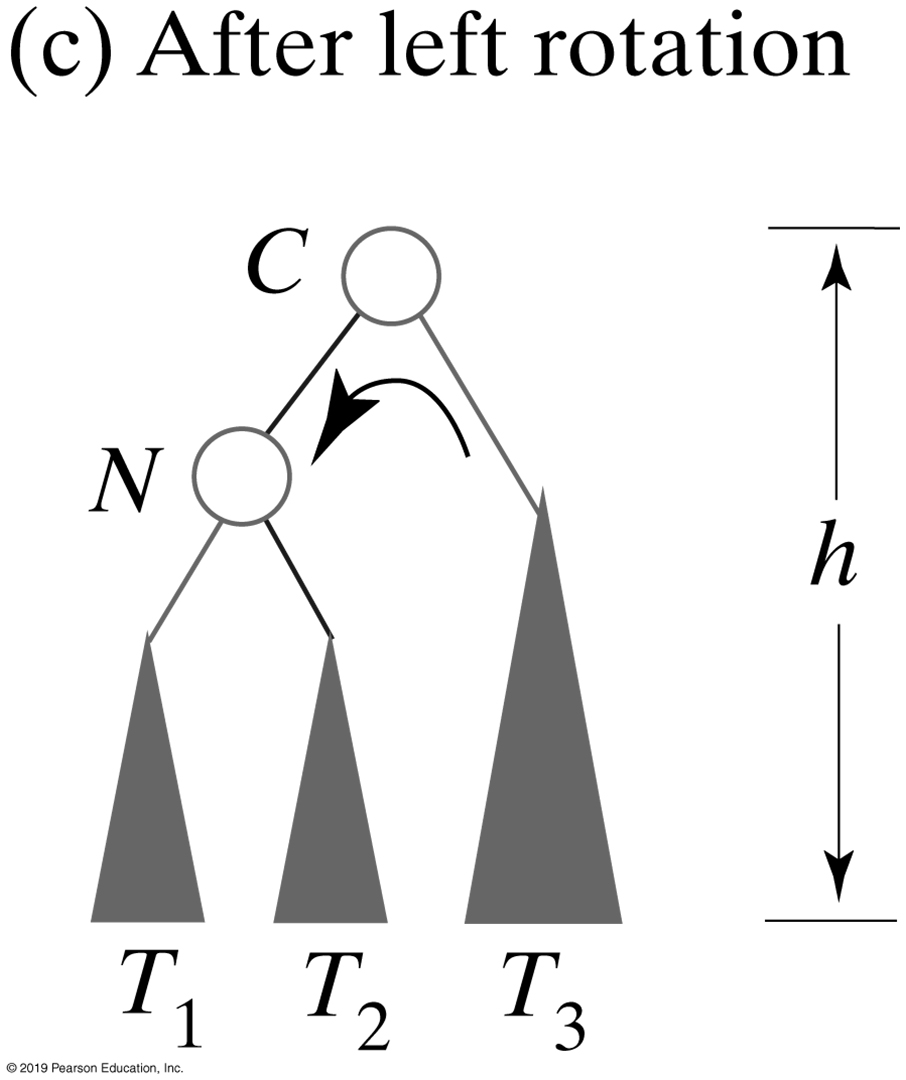 (c) After left rotation
C
N
h
T1 T2 T3
© 2019 Pearson Education, Inc.